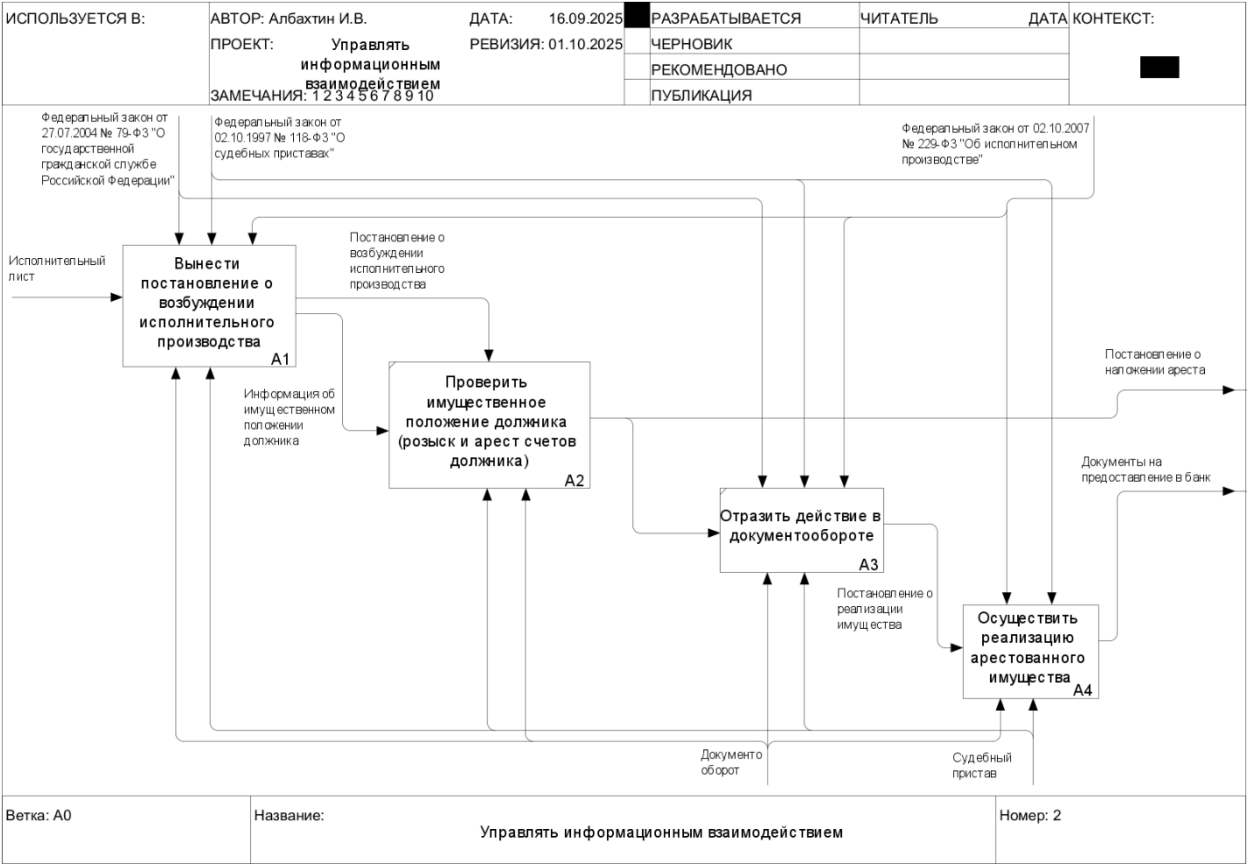 ИСПОЛЬЗУЕТСЯ В:
АВТОР: Албахтин И.В.
ДАТА: 16.09.2025
РАЗРАБАТЫВАЕТСЯ
ЧИТАТЕЛЬ
ДАТА
КОНТЕКСТ:
ПРОЕКТ: Управлять
информационным
взаимодействием
РЕВИЗИЯ: 01.10.2025
ЧЕРНОВИК
РЕКОМЕНДОВАНО
ЗАМЕЧАНИЯ: 1 2 3 4 5 6 7 8 9 10
ПУБЛИКАЦИЯ
Федеральный закон от
27.07.2004 № 79-ФЗ "О
государственной
гражданской службе
Российской Федерации"
Федеральный закон от
02.10.1997 № 118-ФЗ "О
судебных приставах"
Федеральный закон от 02.10.2007
№ 229-ФЗ "Об исполнительном
производстве"
Исполнительный
лист
Вынести
постановление о
возбуждении
исполнительного
производства
A1
Постановление о
возбуждении
исполнительного
производства
Информация об
имущественном
положении
должника
Проверить
имущественное
положение должника
(розыск и арест счетов
должника)
A2
Постановление о
наложении ареста
Документы на
предоставление в банк
Отразить действие в
документообороте
A3
Постановление о
реализации
имущества
Осуществить
реализацию
арестованного
имущества
A4
Документо
оборот
Судебный
пристав
Ветка: A0
Название:
Управлять информационным взаимодействием
Номер: 2